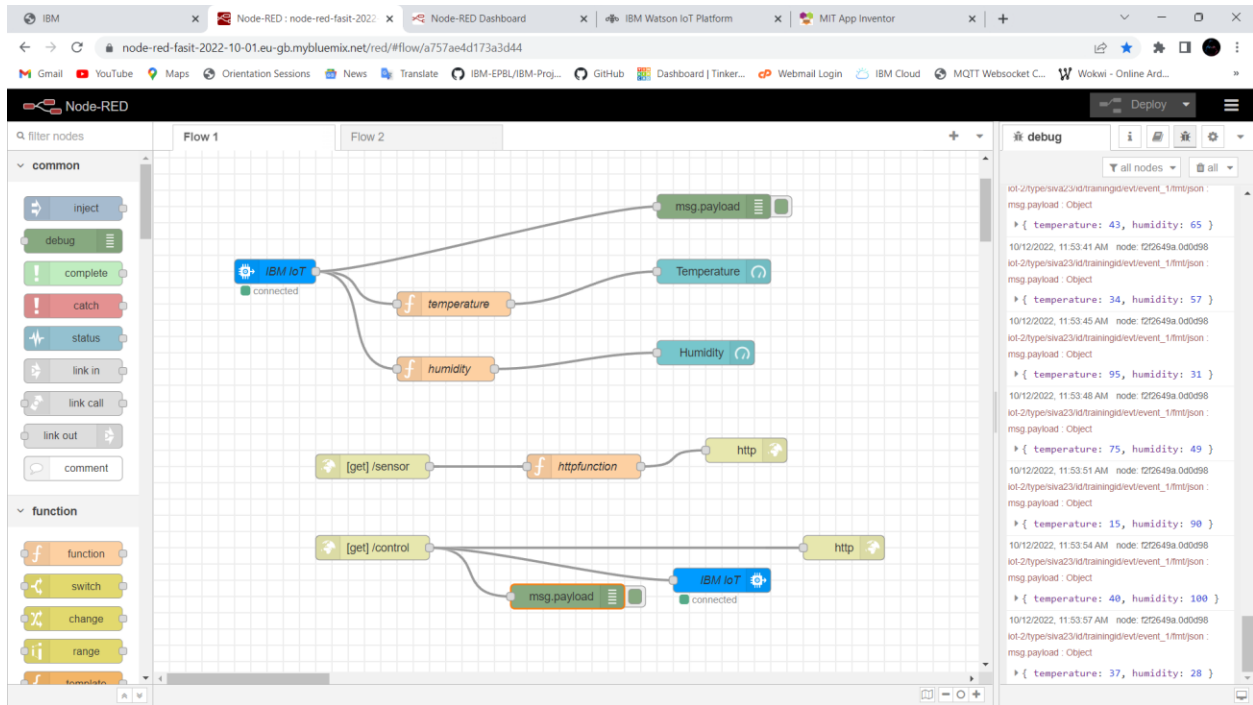 IBM
Node-RED : node-red-fasit-2022
Node-RED Dashboard
IBM Watson IoT Platform
MIT App Inventor
node-red-fasit-2022-10-01.eu-gb.mybluemix.net/red/#flow/a757ae4d173a3d44
Gmail YouTube Maps Orientation Sessions News Translate IBM-EPBL/IBM-Proj... GitHub Dashboard | Tinker... Webmail Login IBM Cloud MQTT Websocket C... Wokwi - Online Ard...
Node-RED
Deploy
filter nodes
common
inject
debug
complete
catch
status
link in
link call
link out
comment
function
function
switch
change
range
template
Flow 1
Flow 2
msg.payload
IBM IoT
connected
Temperature
temperature
Humidity
humidity
[get] /sensor
httpfunction
http
[get] /control
http
IBM IoT
connected
msg.payload
debug
all nodes
all
iot-2/type/siva23/id/trainingid/evt/event_1/fmt/json :
msg.payload : Object
{ temperature: 43, humidity: 65 }
10/12/2022, 11:53:41 AM node: f2f2649a.0d0d98
iot-2/type/siva23/id/trainingid/evt/event_1/fmt/json :
msg.payload : Object
{ temperature: 34, humidity: 57 }
10/12/2022, 11:53:45 AM node: f2f2649a.0d0d98
iot-2/type/siva23/id/trainingid/evt/event_1/fmt/json :
msg.payload : Object
{ temperature: 95, humidity: 31 }
10/12/2022, 11:53:48 AM node: f2f2649a.0d0d98
iot-2/type/siva23/id/trainingid/evt/event_1/fmt/json :
msg.payload : Object
{ temperature: 75, humidity: 49 }
10/12/2022, 11:53:51 AM node: f2f2649a.0d0d98
iot-2/type/siva23/id/trainingid/evt/event_1/fmt/json :
msg.payload : Object
{ temperature: 15, humidity: 90 }
10/12/2022, 11:53:54 AM node: f2f2649a.0d0d98
iot-2/type/siva23/id/trainingid/evt/event_1/fmt/json :
msg.payload : Object
{ temperature: 40, humidity: 100 }
10/12/2022, 11:53:57 AM node: f2f2649a.0d0d98
iot-2/type/siva23/id/trainingid/evt/event_1/fmt/json :
msg.payload : Object
{ temperature: 37, humidity: 28 }